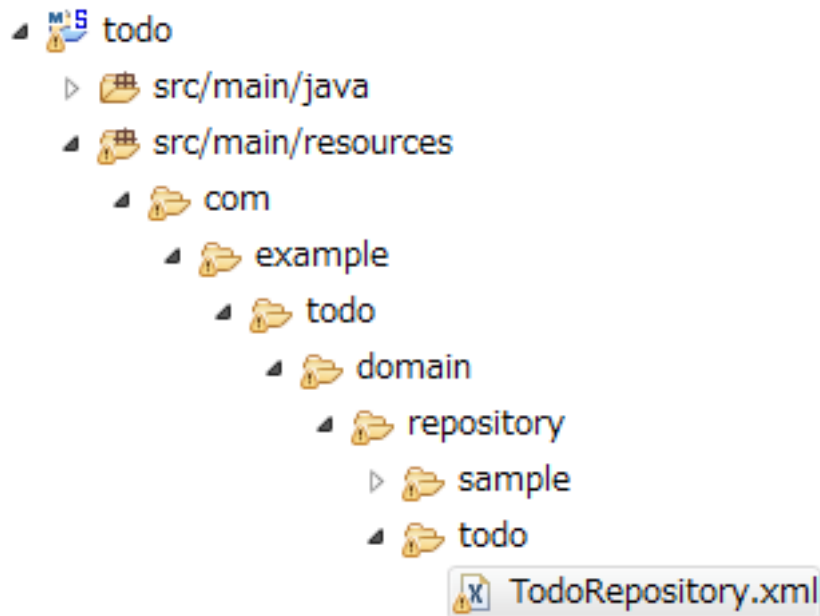 todo
src/main/java
src/main/resources
com
example
todo
domain
repository
sample
todo
TodoRepository.xml